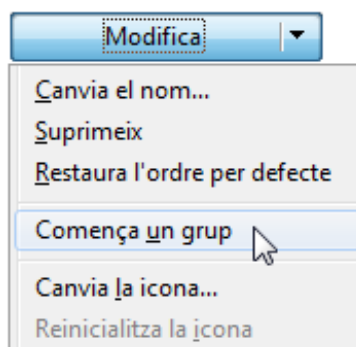 Modifica
Canvia el nom...
Suprimeix
Restaura l'ordre per defecte
Comença un grup
Canvia la icona...
Reinicialitza la icona